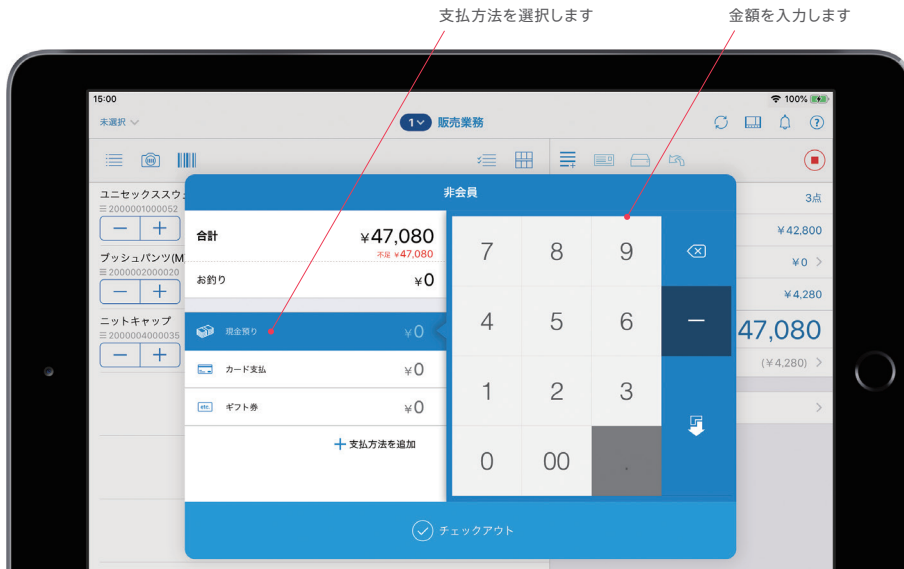 支払方法を選択します
金額を入力します
15:00
100%
未選択
1
販売業務
?
非会員
ユニセックススウ
2000001000052
3点
合計
¥47,080
不足 ¥47,080
¥42,800
プッシュパンツ(M
2000002000020
お釣り
¥0
¥0
¥4,280
ニットキャップ
2000004000035
現金預り
¥0
47,080
(¥4,280)
カード支払
¥0
etc.
ギフト券
¥0
支払方法を追加
7
8
9
4
5
6
1
2
3
0
00
.
チェックアウト